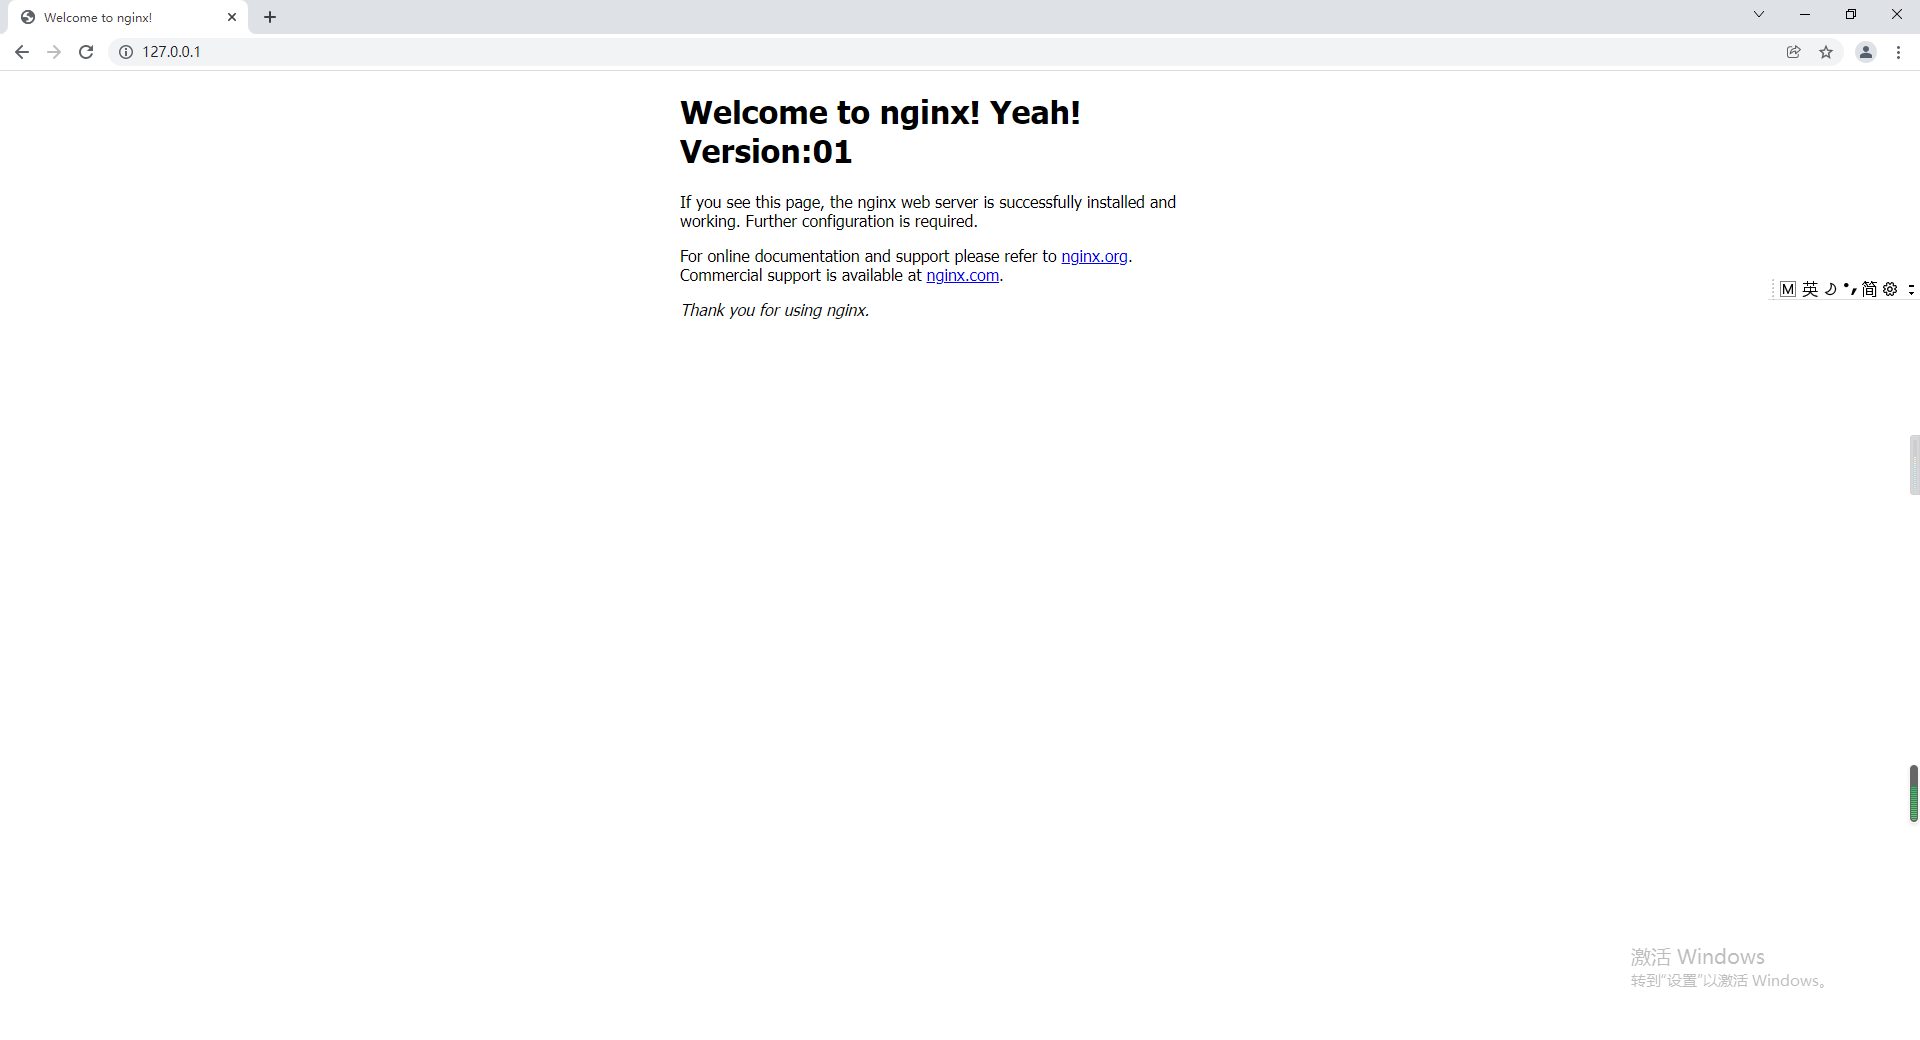 Welcome to nginx!
127.0.0.1
Welcome to nginx! Yeah!
Version:01
If you see this page, the nginx web server is successfully installed and
working. Further configuration is required.
For online documentation and support please refer to nginx.org.
Commercial support is available at nginx.com.
M 英 简
Thank you for using nginx.
激活 Windows
转到“设置”以激活 Windows。